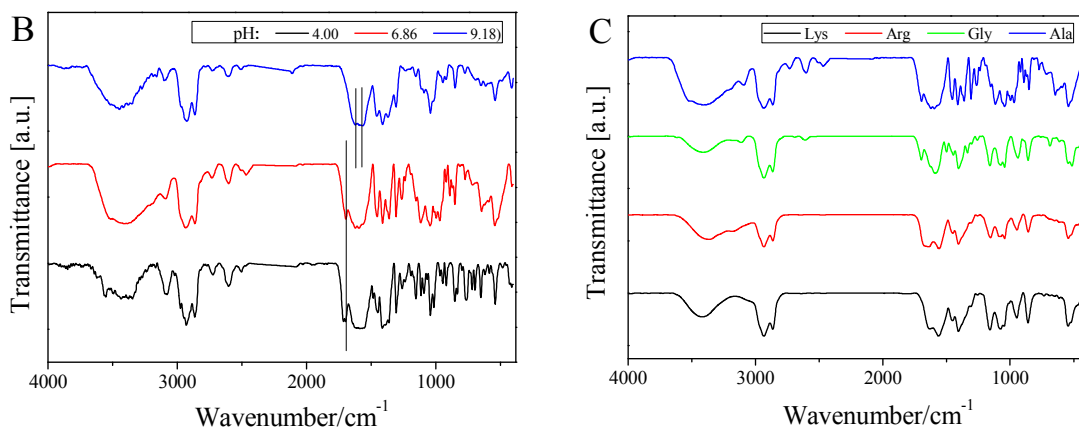 B
pH: 4.00 6.86 9.18)
Transmittance [a.u.]
4000 3000 2000 1000
Wavenumber/cm-1
C
Lys Arg Gly Ala
Transmittance [a.u.]
4000 3000 2000 1000
Wavenumber/cm-1